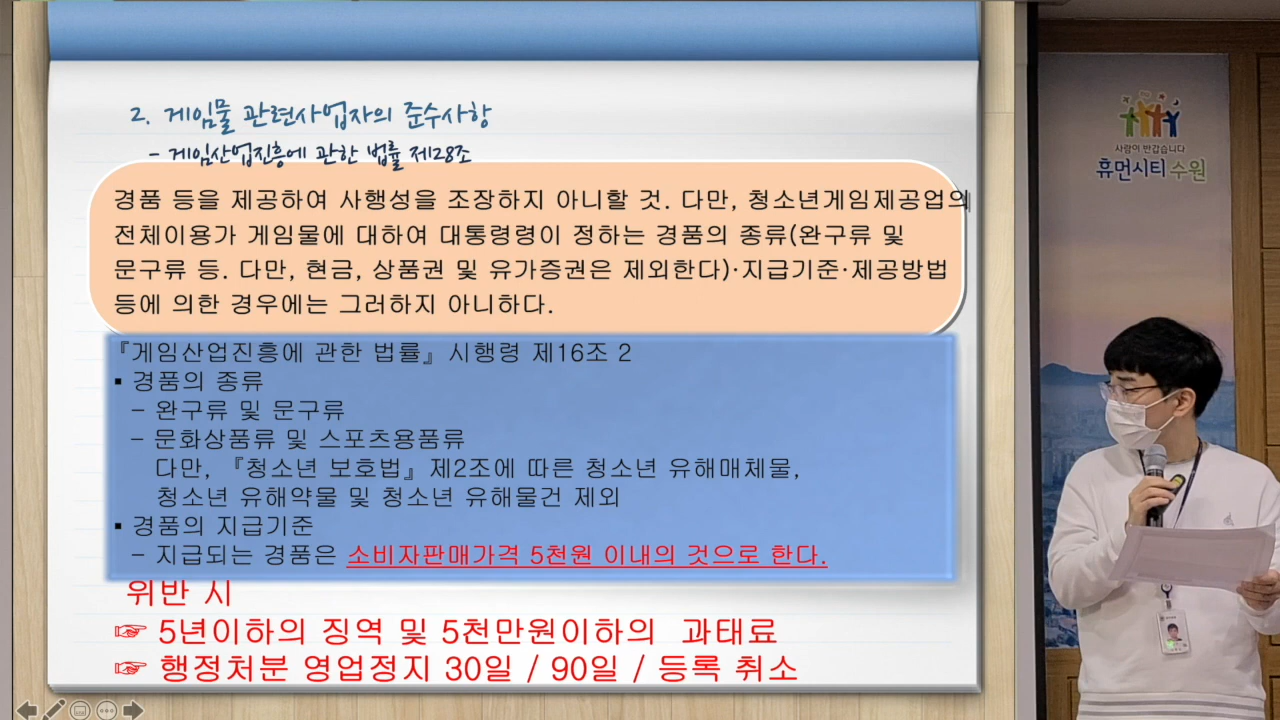 2. 게임물 관련사업자의 준수사항
- 게임산업진흥에 관한 법률 제28조
경품 등을 제공하여 사행성을 조장하지 아니할 것. 다만, 청소년게임제공업의
전체이용가 게임물에 대하여 대통령령이 정하는 경품의 종류(완구류 및
문구류 등. 다만, 현금, 상품권 및 유가증권은 제외한다)·지급기준·제공방법
등에 의한 경우에는 그러하지 아니하다.
『게임산업진흥에 관한 법률』 시행령 제16조 2
▪ 경품의 종류
- 완구류 및 문구류
- 문화상품류 및 스포츠용품류
다만, 『청소년 보호법』 제2조에 따른 청소년 유해매체물,
청소년 유해약물 및 청소년 유해물건 제외
▪ 경품의 지급기준
- 지급되는 경품은 소비자판매가격 5천원 이내의 것으로 한다.
위반 시
☞ 5년이하의 징역 및 5천만원이하의 과태료
☞ 행정처분 영업정지 30일 / 90일 / 등록 취소
사람이 반갑습니다
휴먼시티 수원